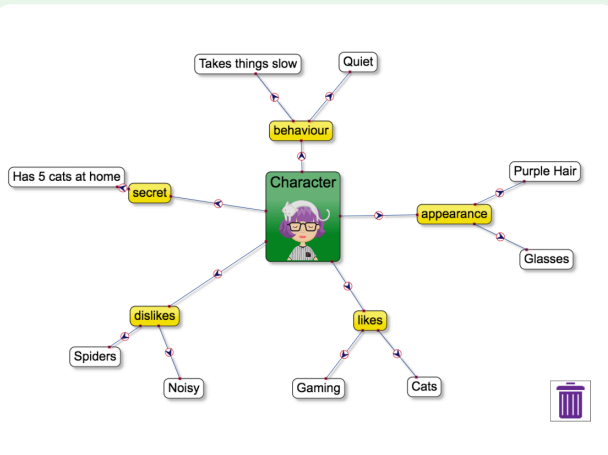 Takes things slow
Quiet
behaviour
Has 5 cats at home
secret
Character
Purple Hair
appearance
Glasses
dislikes
Spiders
Noisy
likes
Gaming
Cats